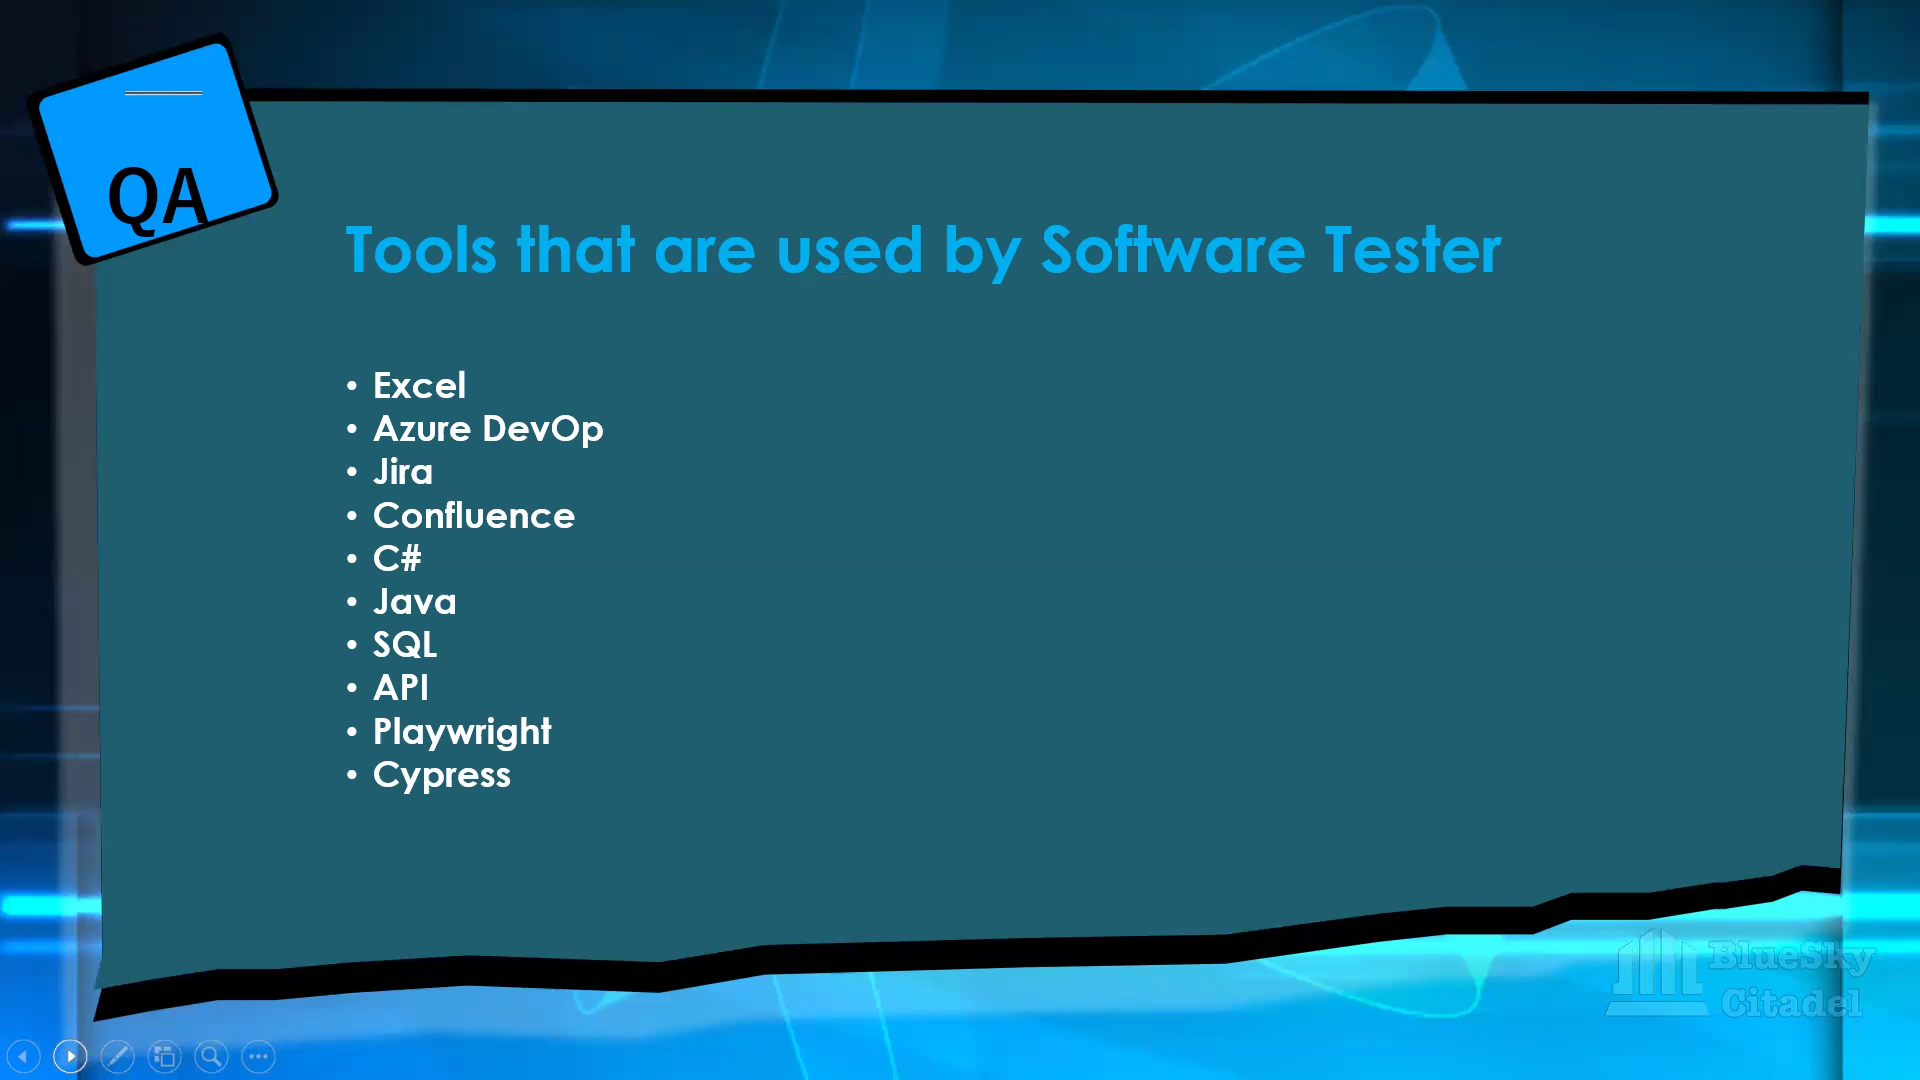 QA
Tools that are used by Software Tester
• Excel
• Azure DevOp
• Jira
• Confluence
• C#
• Java
• SQL
• API
• Playwright
• Cypress
BlueSky
Citadel